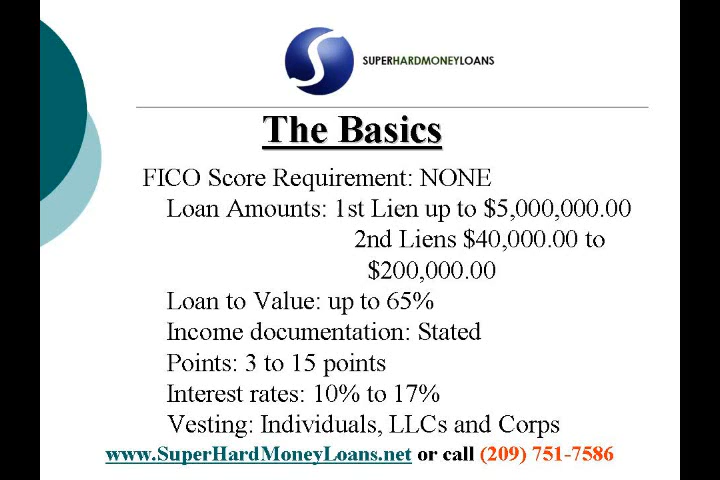 SUPERHARDMONEYLOANS
The Basics
FICO Score Requirement: NONE
Loan Amounts: 1st Lien up to $5,000,000.00
2nd Liens $40,000.00 to
$200,000.00
Loan to Value: up to 65%
Income documentation: Stated
Points: 3 to 15 points
Interest rates: 10% to 17%
Vesting: Individuals, LLCs and Corps
www.SuperHardMoneyLoans.net or call (209) 751-7586